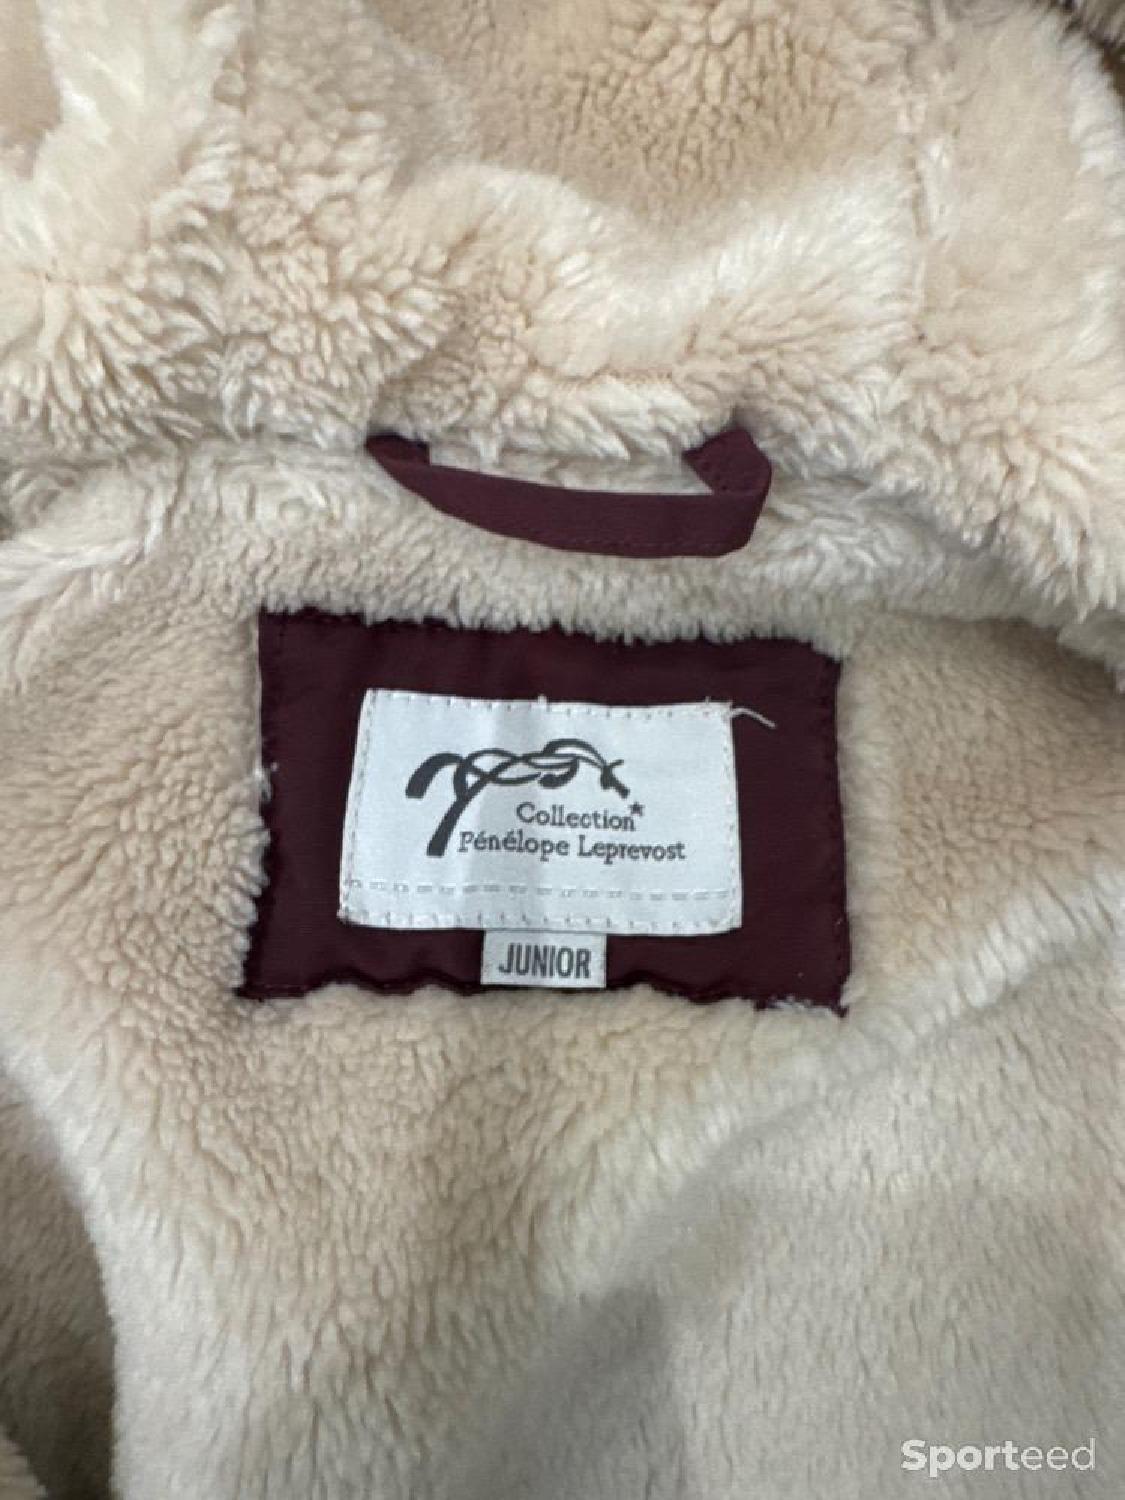 Collection*
Pénélope Leprevost
JUNIOR
Sporteed